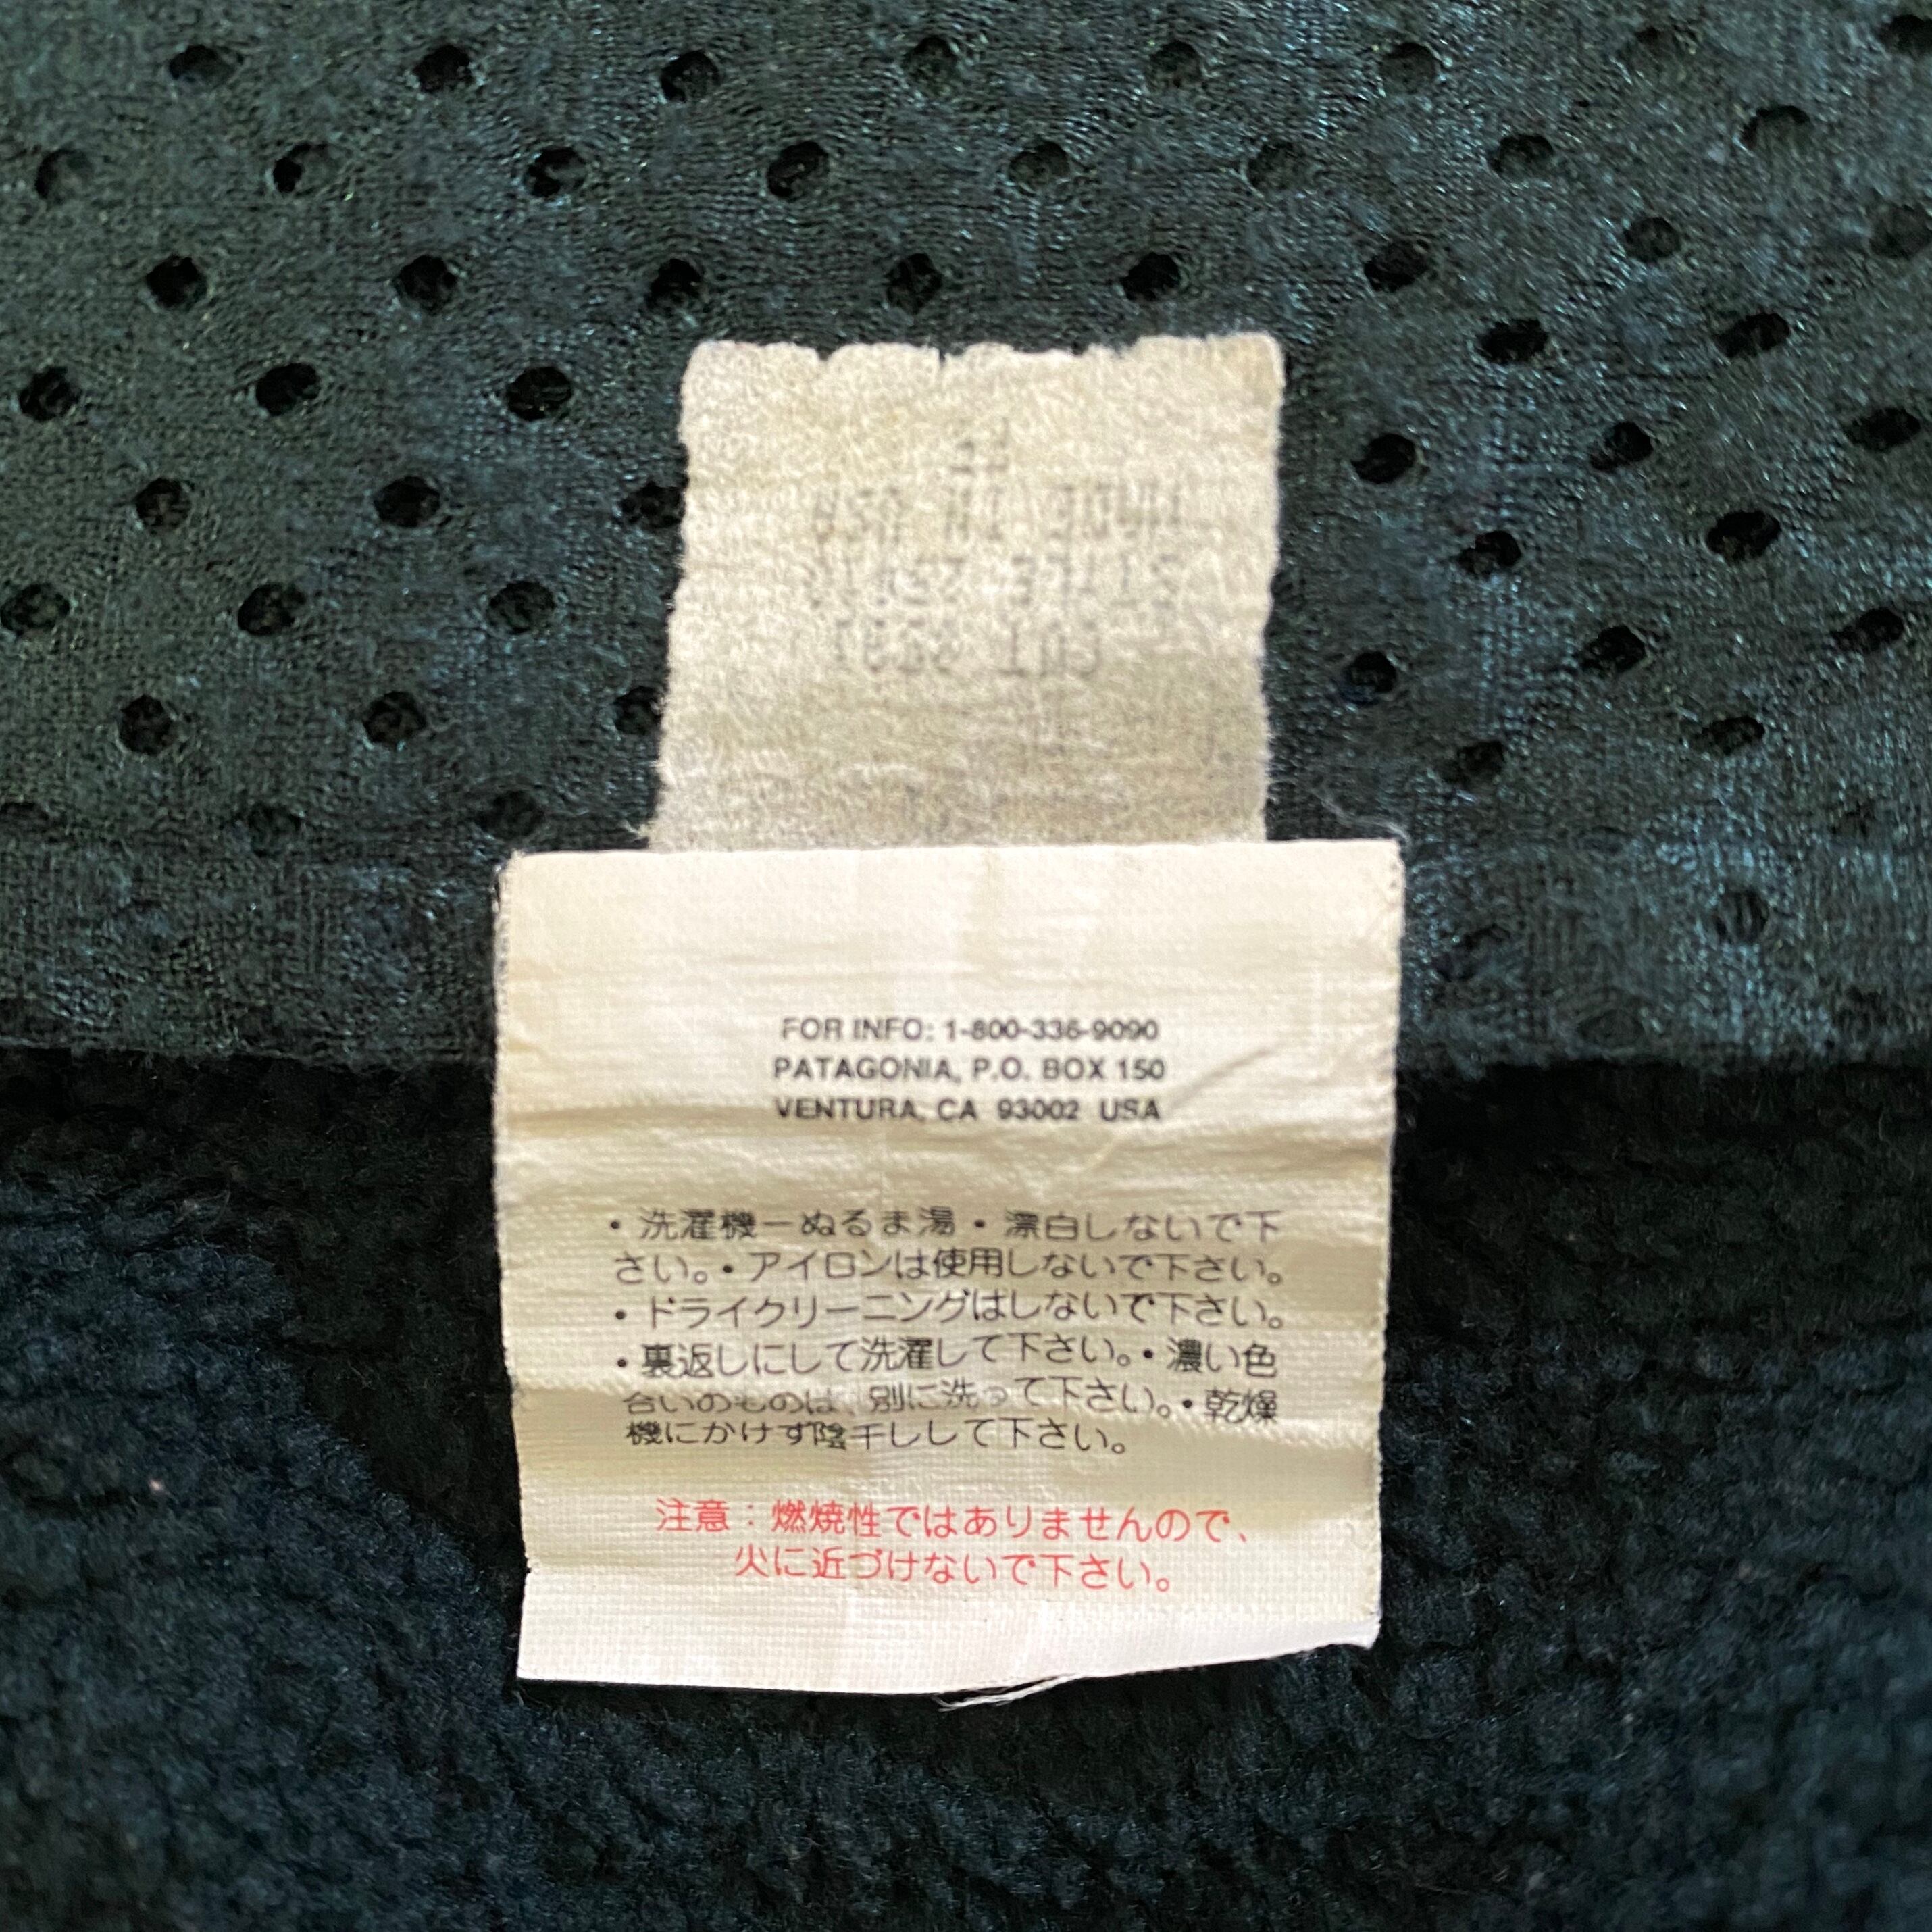 MADE IN USA
STYLE
CUT
FOR INFO: 1-800-336-9090
PATAGONIA, P.O. BOX 150
VENTURA, CA 93002 USA
・洗濯機ーぬるま湯・漂白しないで下
さい。・アイロンは使用しないで下さい。
・ドライクリーニングはしないで下さい。
・裏返しにして洗濯して下さい。・濃い色
合いのものは、別に洗って下さい。・乾燥
機にかけず陰干しして下さい。
注意：燃焼性ではありませんので、
火に近づけないで下さい。